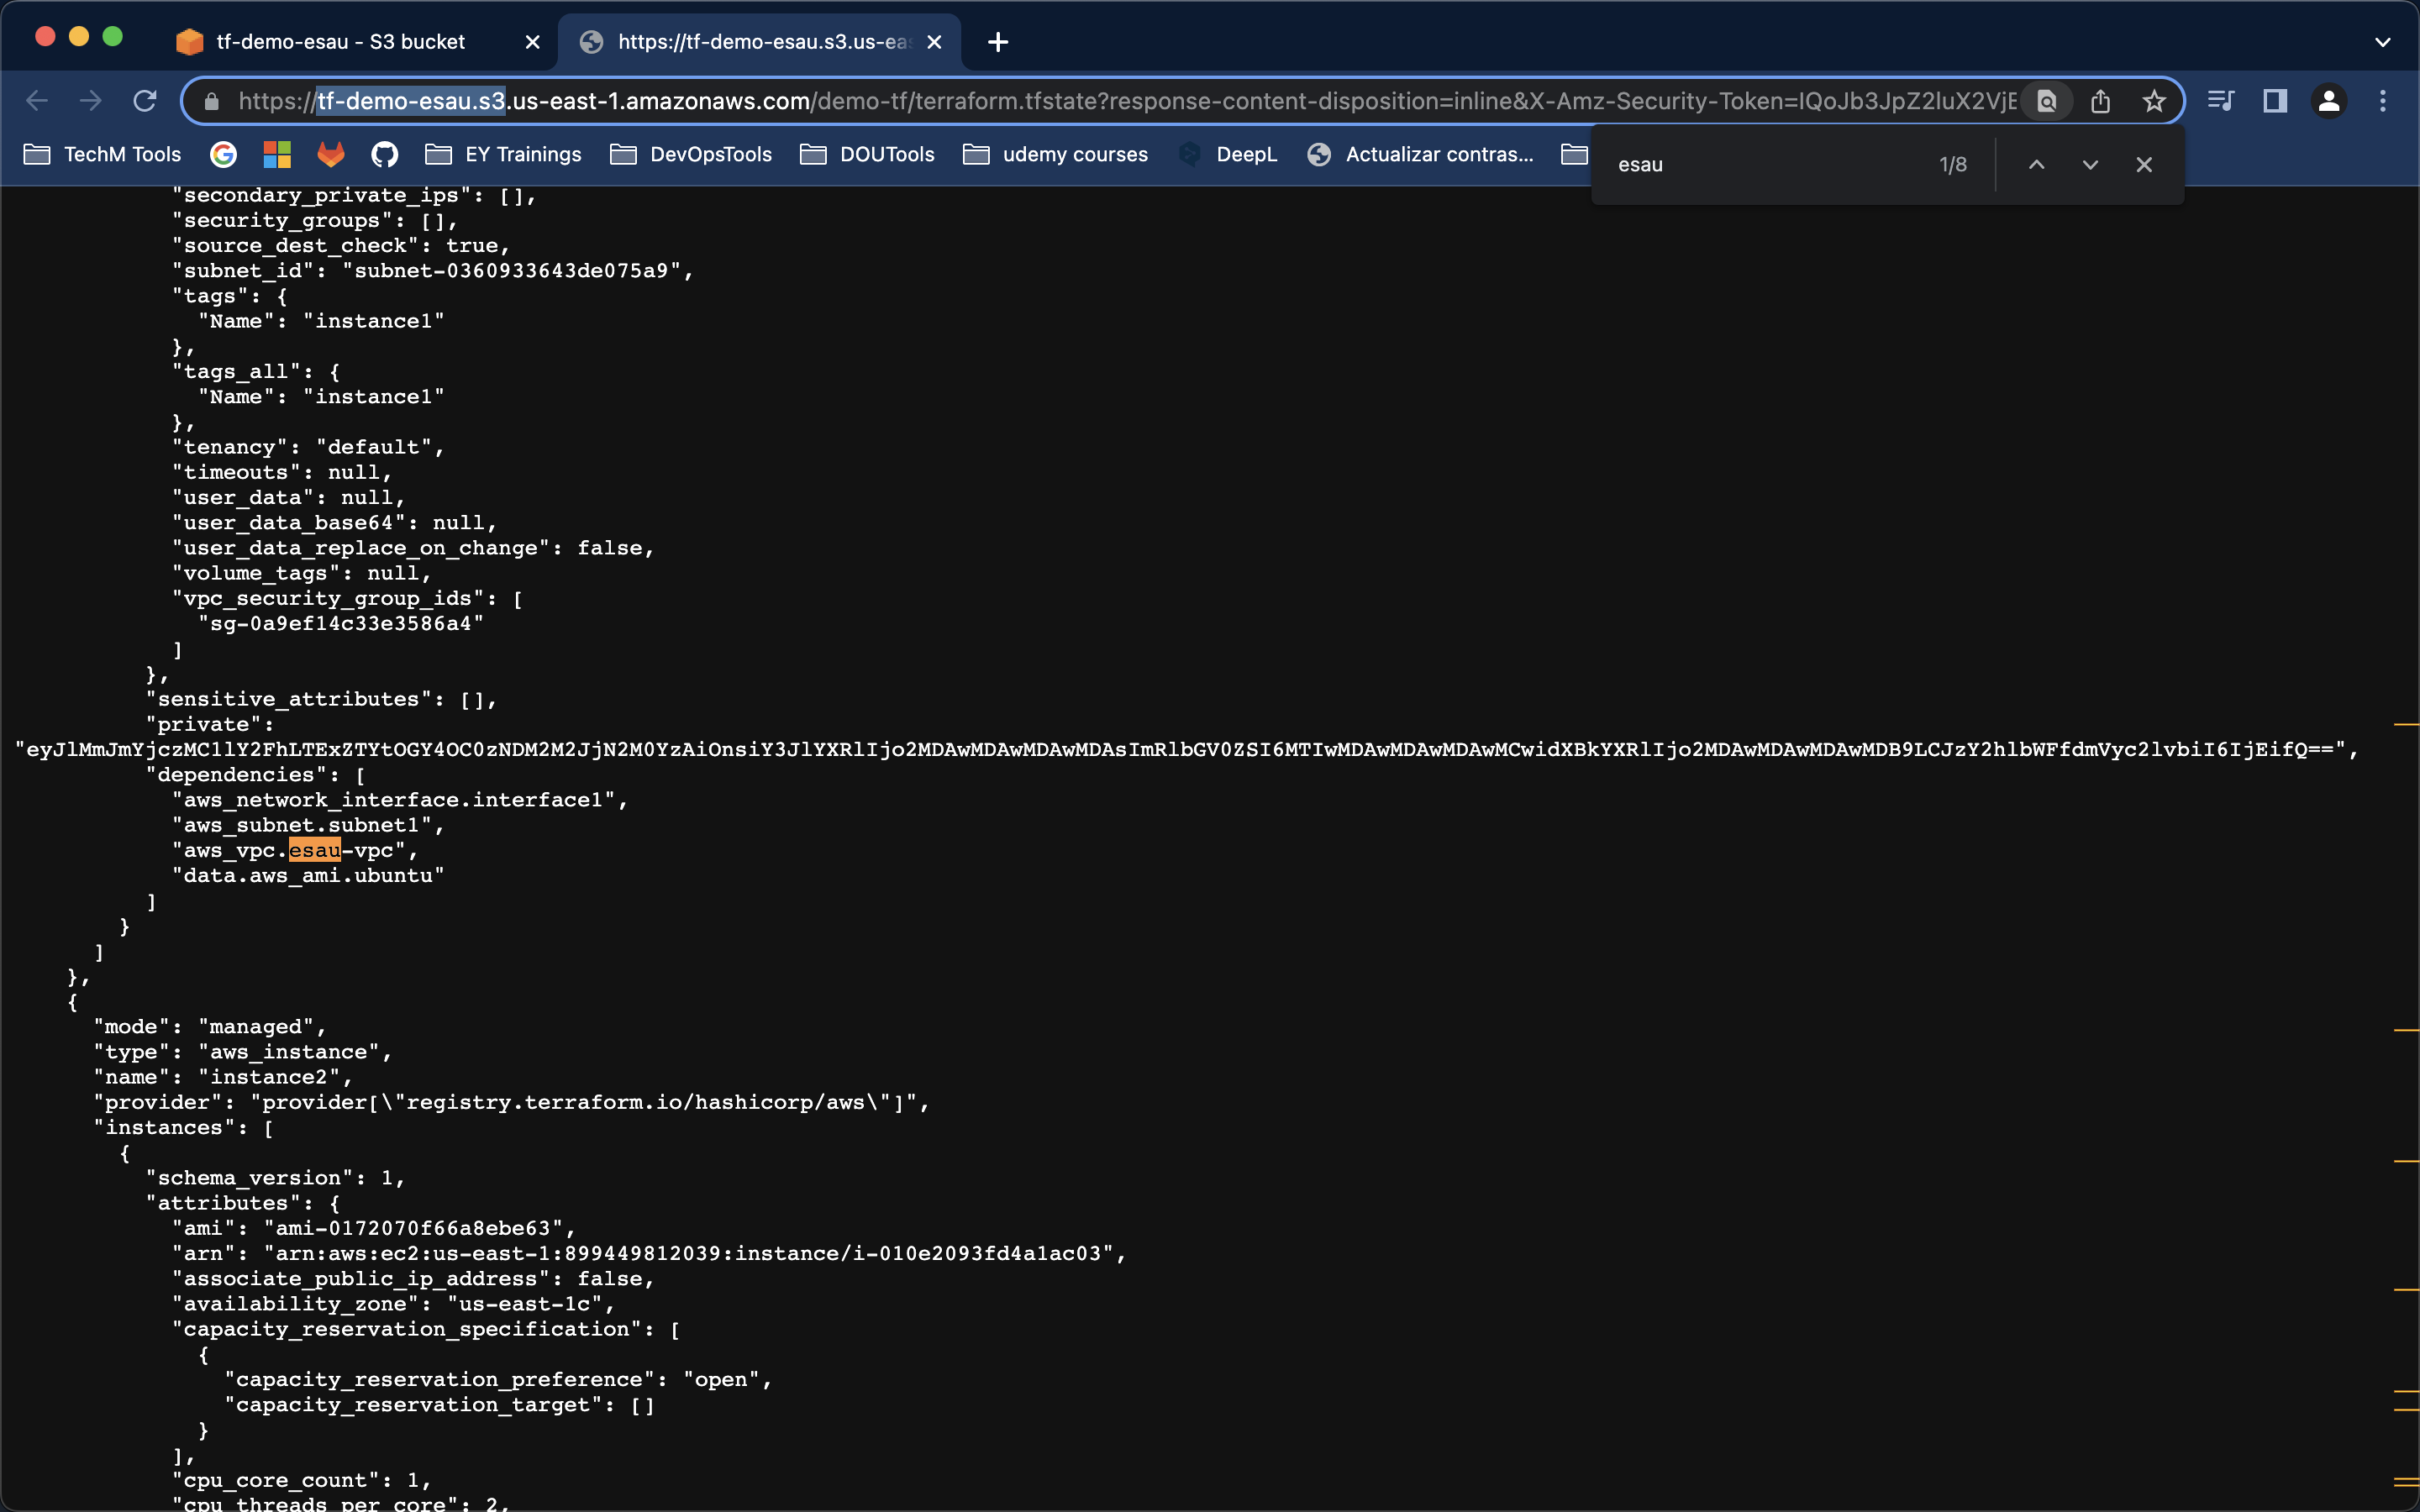 tf-demo-esau - S3 bucket
https://tf-demo-esau.s3.us-eas
https://tf-demo-esau.s3.us-east-1.amazonaws.com/demo-tf/terraform.tfstate?response-content-disposition=inline&X-Amz-Security-Token=IQoJb3JpZ2luX2VjE
TechM Tools
EY Trainings
DevOpsTools
DOUTools
udemy courses
DeepL
Actualizar contras...
esau
1/8
"secondary_private_ips": [],
"security_groups": [],
"source_dest_check": true,
"subnet_id": "subnet-0360933643de075a9",
"tags": {
"Name": "instance1"
},
"tags_all": {
"Name": "instance1"
},
"tenancy": "default",
"timeouts": null,
"user_data": null,
"user_data_base64": null,
"user_data_replace_on_change": false,
"volume_tags": null,
"vpc_security_group_ids": [
"sg-0a9ef14c33e3586a4"
]
},
"sensitive_attributes": [],
"private":
"eyJlMmJmYjczMC1lY2FhLTExZTYtOGY4OC0zNDM2M2JjN2M0YzAiOnsiY3JlYXRlIjo2MDAwMDAwMDAwMDAsImRlbGV0ZSI6MTIwMDAwMDAwMDAwMCwidXBkYXRlIjo2MDAwMDAwMDAwMDB9LCJzY2hlbWFfdmVyc2lvbiI6IjEifQ==",
"dependencies": [
"aws_network_interface.interface1",
"aws_subnet.subnet1",
"aws_vpc.esau-vpc",
"data.aws_ami.ubuntu"
]
}
]
},
{
"mode": "managed",
"type": "aws_instance",
"name": "instance2",
"provider": "provider[\"registry.terraform.io/hashicorp/aws\"]",
"instances": [
{
"schema_version": 1,
"attributes": {
"ami": "ami-0172070f66a8ebe63",
"arn": "arn:aws:ec2:us-east-1:899449812039:instance/i-010e2093fd4a1ac03",
"associate_public_ip_address": false,
"availability_zone": "us-east-1c",
"capacity_reservation_specification": [
{
"capacity_reservation_preference": "open",
"capacity_reservation_target": []
}
],
"cpu_core_count": 1,
"cpu_threads_per_core": 2,